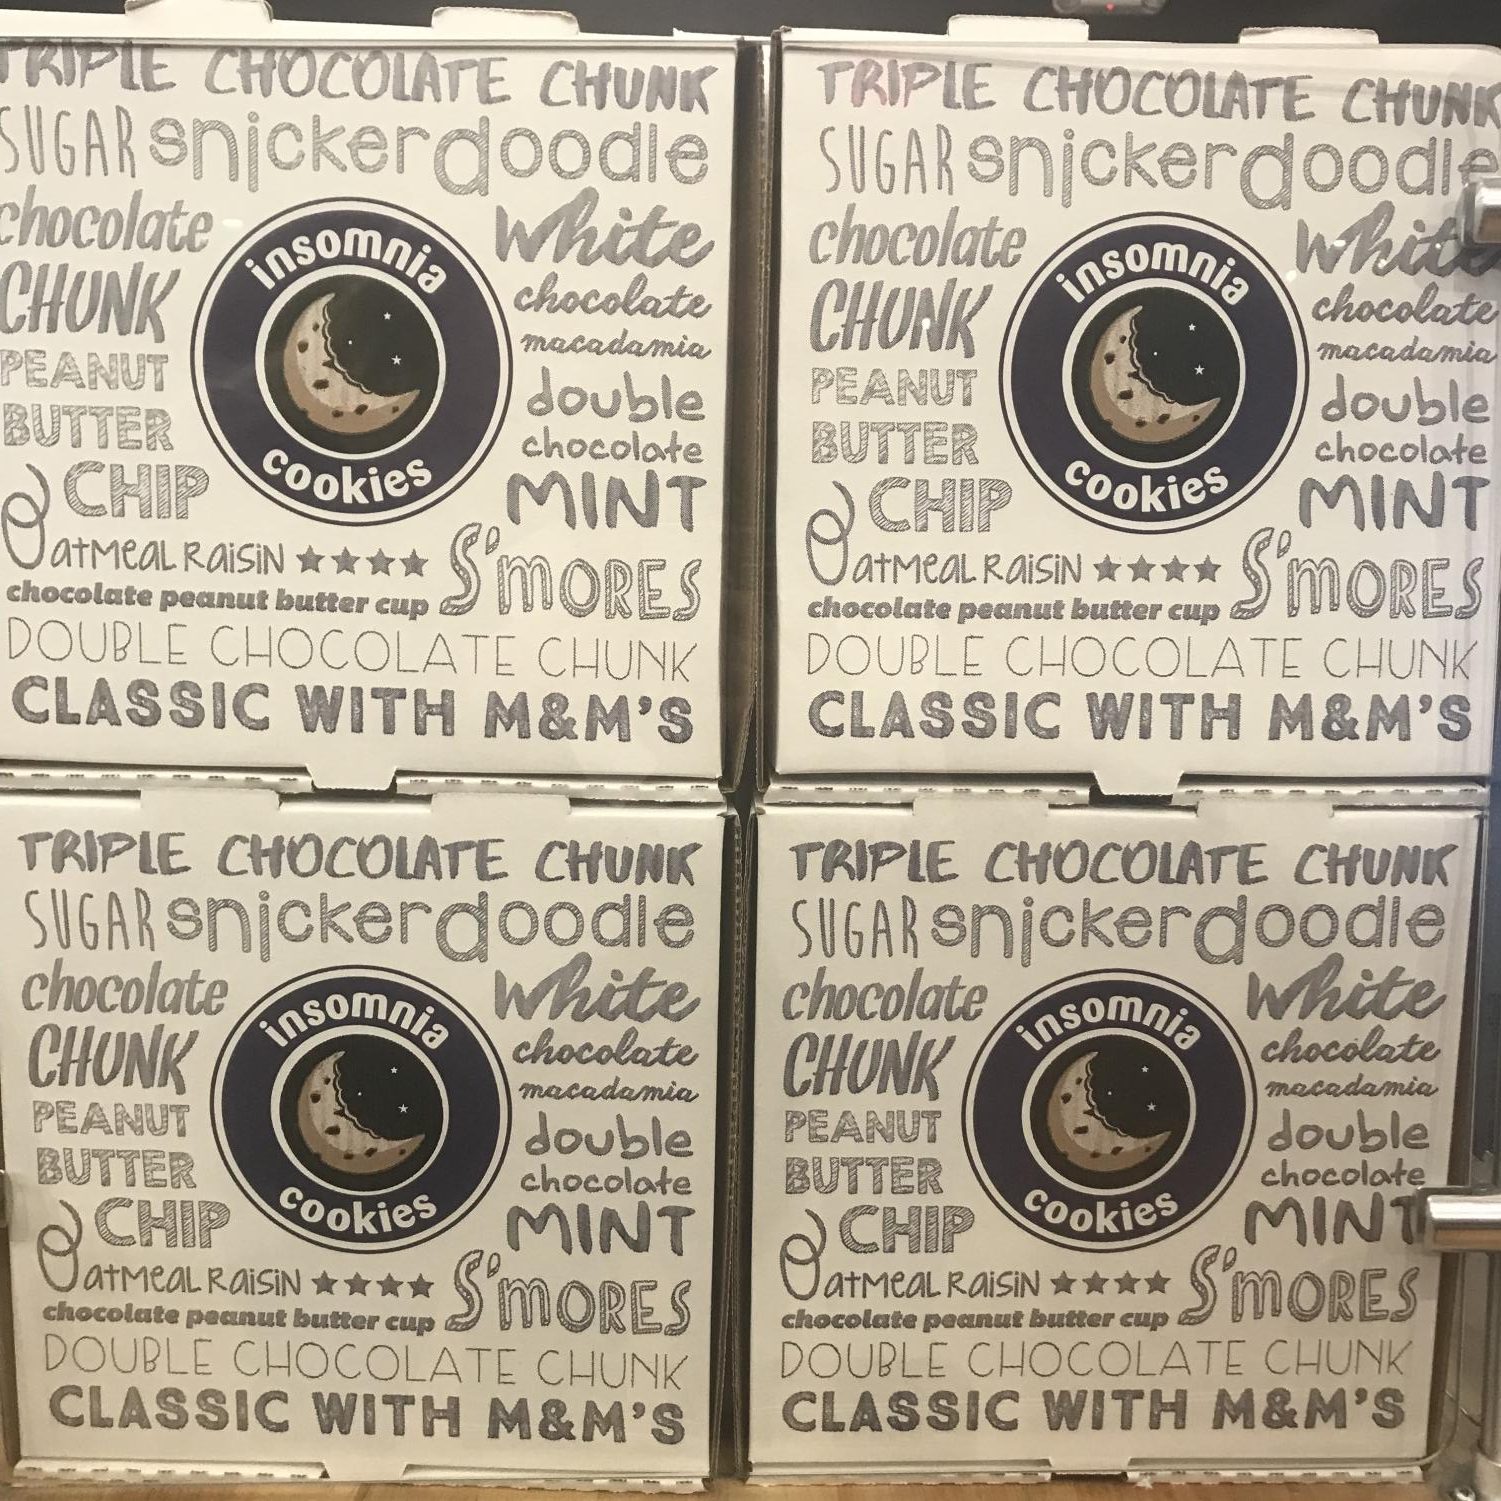 TRIPLE CHOCOLATE CHUNK
SUGAR snickerdoodle
chocolate
CHUNK
PEANUT
BUTTER
CHIP
insomnia
cookies
White
chocolate
macadamia
double
chocolate
MINT
Oatmeal Raisin
S'mores
chocolate peanut butter cup
DOUBLE CHOCOLATE CHUNK
CLASSIC WITH M&M'S
TRIPLE CHOCOLATE CHUNK
SUGAR snickerdoodle
chocolate
CHUNK
PEANUT
BUTTER
CHIP
insomnia
cookies
White
chocolate
macadamia
double
chocolate
MINT
Oatmeal Raisin
S'mores
chocolate peanut butter cup
DOUBLE CHOCOLATE CHUNK
CLASSIC WITH M&M'S
TRIPLE CHOCOLATE CHUNK
SUGAR snickerdoodle
chocolate
CHUNK
PEANUT
BUTTER
CHIP
insomnia
cookies
White
chocolate
macadamia
double
chocolate
MINT
Oatmeal Raisin
S'mores
chocolate peanut butter cup
DOUBLE CHOCOLATE CHUNK
CLASSIC WITH M&M'S
TRIPLE CHOCOLATE CHUNK
SUGAR snickerdoodle
chocolate
CHUNK
PEANUT
BUTTER
CHIP
insomnia
cookies
White
chocolate
macadamia
double
chocolate
MINT
Oatmeal Raisin
S'mores
chocolate peanut butter cup
DOUBLE CHOCOLATE CHUNK
CLASSIC WITH M&M'S